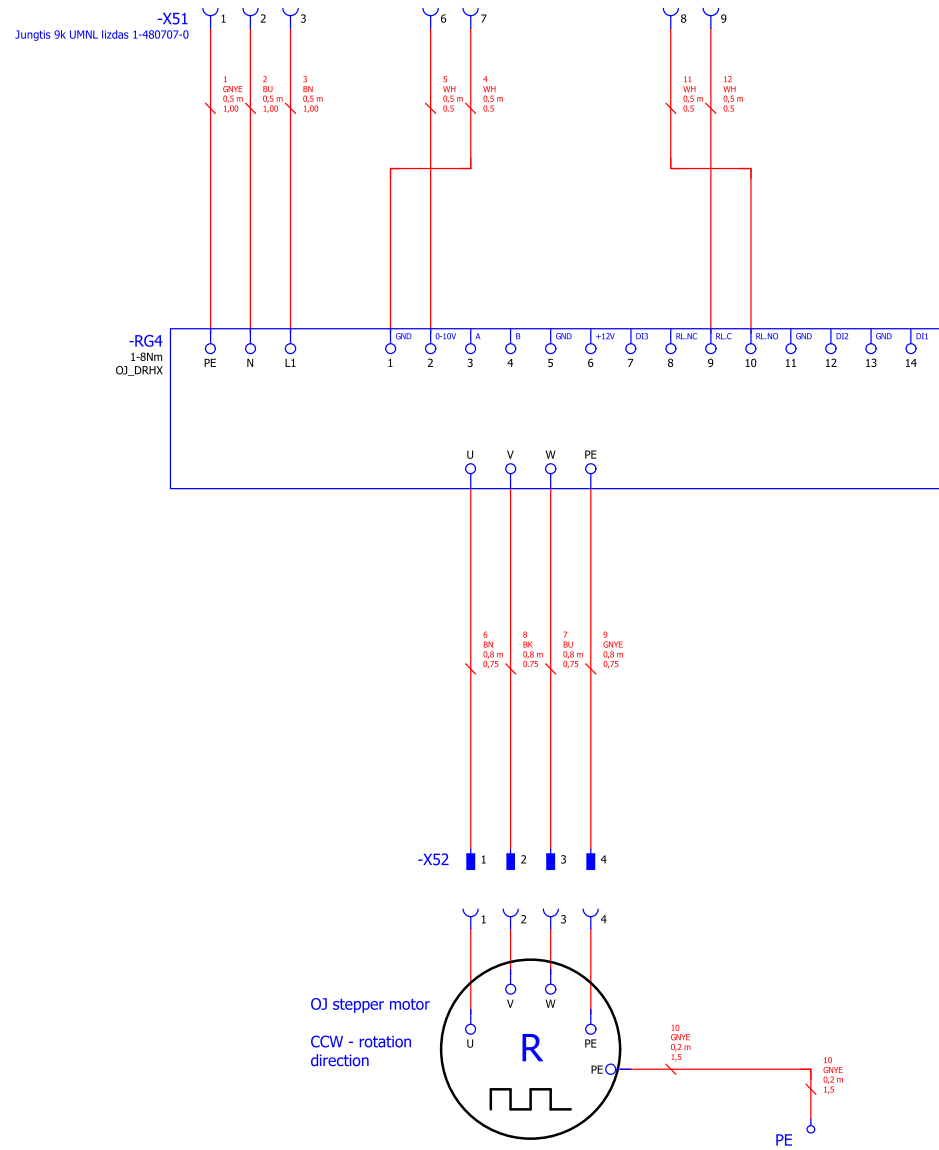 -X51
Jungtis 9k UMNL lizdas 1-480707-0
1
2
3
6
7
8
9
1
GNYE
0,5 m
1,00
2
BU
0,5 m
1,00
3
BN
0,5 m
1,00
5
WH
0,5 m
0.5
4
WH
0,5 m
0.5
11
WH
0,5 m
0.5
12
WH
0,5 m
0.5
-RG4
1-8Nm
OJ_DRHX
PE
N
L1
GND
0-10V
A
B
GND
+12V
DI3
RL.NC
RL.C
RL.NO
GND
DI2
GND
DI1
1
2
3
4
5
6
7
8
9
10
11
12
13
14
U
V
W
PE
6
BN
0,8 m
0,75
8
BK
0,8 m
0.75
7
BU
0,8 m
0,75
9
GNYE
0,8 m
0,75
-X52
1
2
3
4
1
2
3
4
OJ stepper motor
CCW - rotation
direction
V
W
U
PE
R
PE
10
GNYE
0,2 m
1,5
10
GNYE
0,2 m
1,5
PE